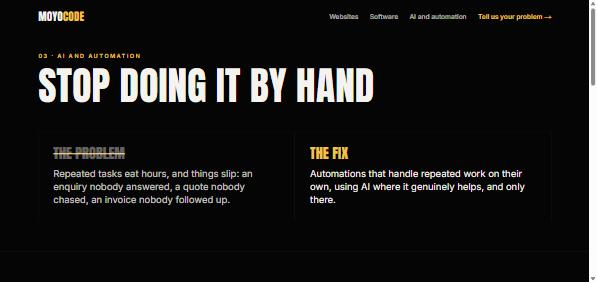 MOYOCODE
Websites Software AI and automation Tell us your problem →
03 · AI AND AUTOMATION
STOP DOING IT BY HAND
THE PROBLEM
Repeated tasks eat hours, and things slip: an
enquiry nobody answered, a quote nobody
chased, an invoice nobody followed up.
THE FIX
Automations that handle repeated work on their
own, using AI where it genuinely helps, and only
there.